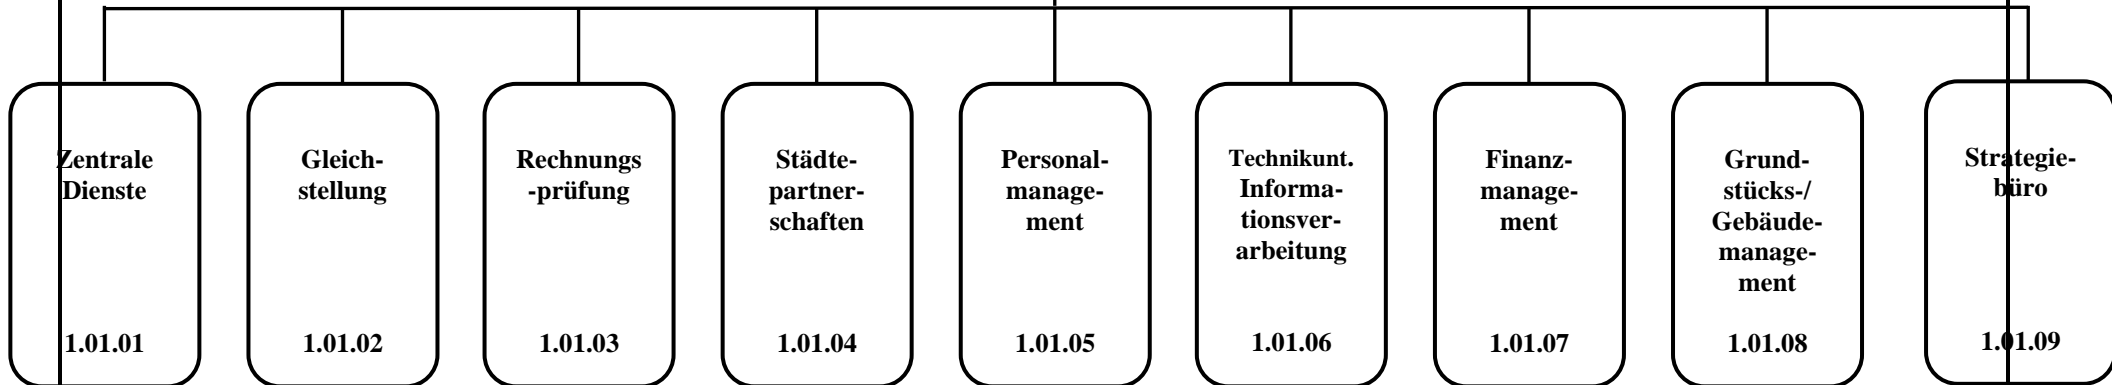 Zentrale
Dienste
1.01.01
Gleich-
stellung
1.01.02
Rechnungs
-prüfung
1.01.03
Städte-
partner-
schaften
1.01.04
Personal-
manage-
ment
1.01.05
Technikunt.
Informa-
tionsver-
arbeitung
1.01.06
Finanz-
manage-
ment
1.01.07
Grund-
stücks-/
Gebäude-
manage-
ment
1.01.08
Strategie-
büro
1.01.09